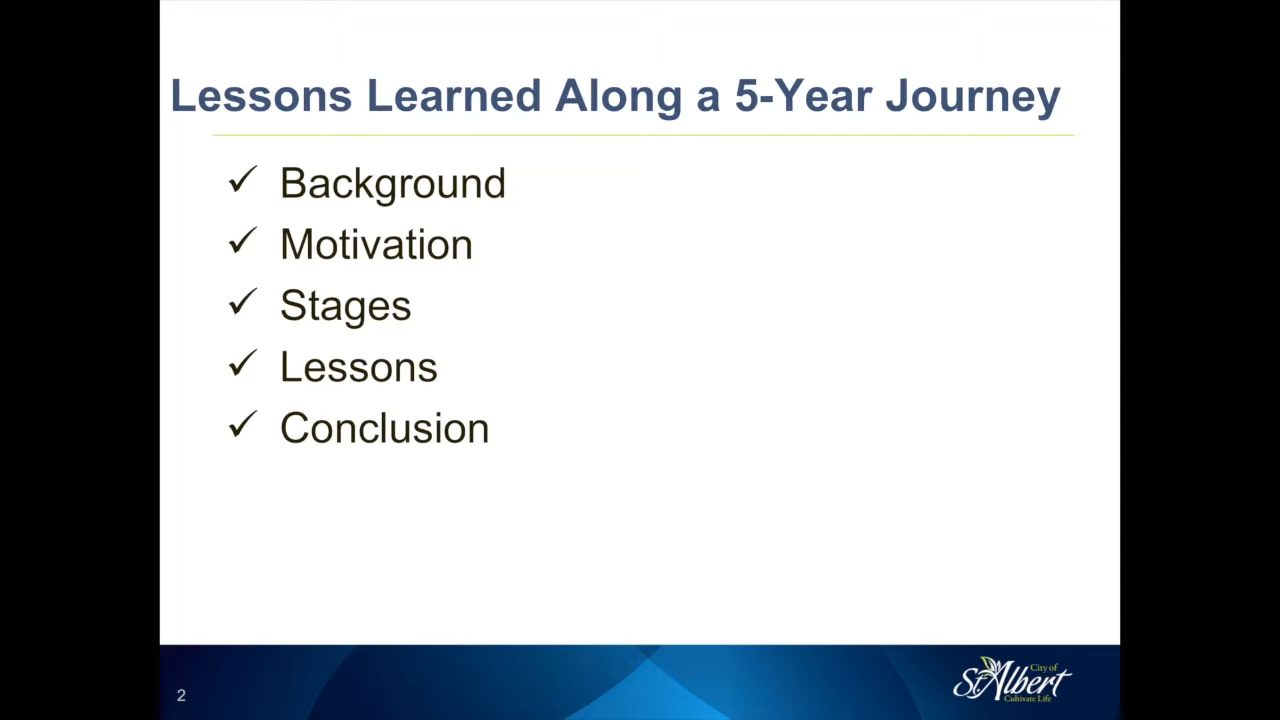 Lessons Learned Along a 5-Year Journey
✓ Background
✓ Motivation
✓ Stages
✓ Lessons
✓ Conclusion
2
City of
St. Albert
Cultivate Life